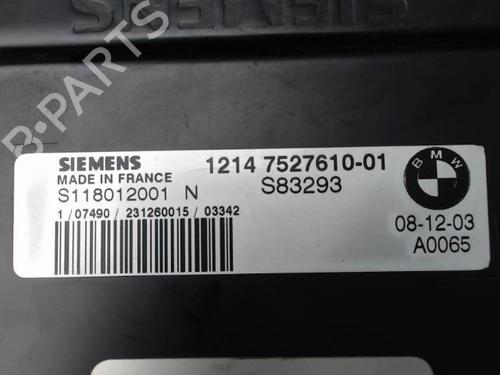 SIEMENS
B-PARTS
SIEMENS 1214 7527610-01
MADE IN FRANCE
S118012001 N S83293
BMW
1 / 07490 / 231260015 / 03342
08-12-03
A0065